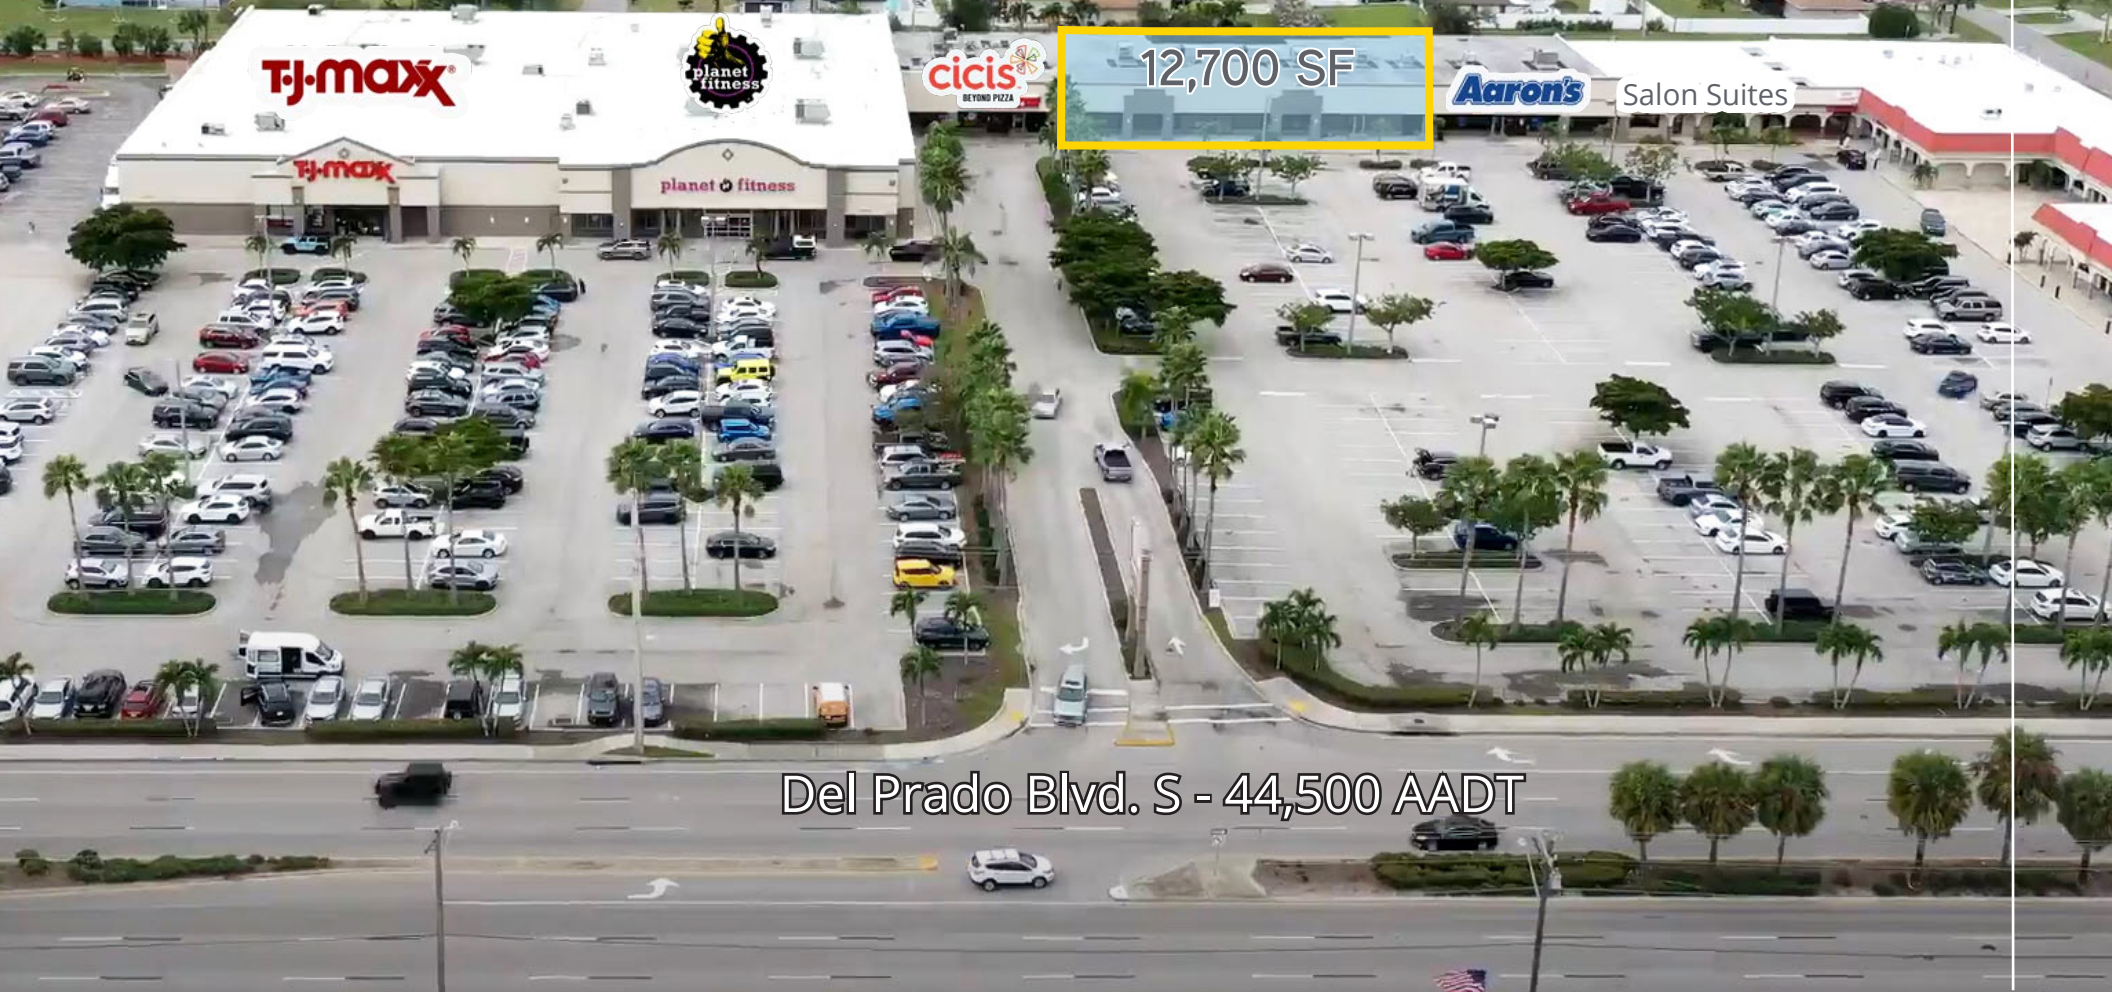 T·J·maxx®
planet
fitness
cicis
BEYOND PIZZA
12,700 SF
Aaron's
Salon Suites
T·J·maxx
planet fitness
Del Prado Blvd. S - 44,500 AADT